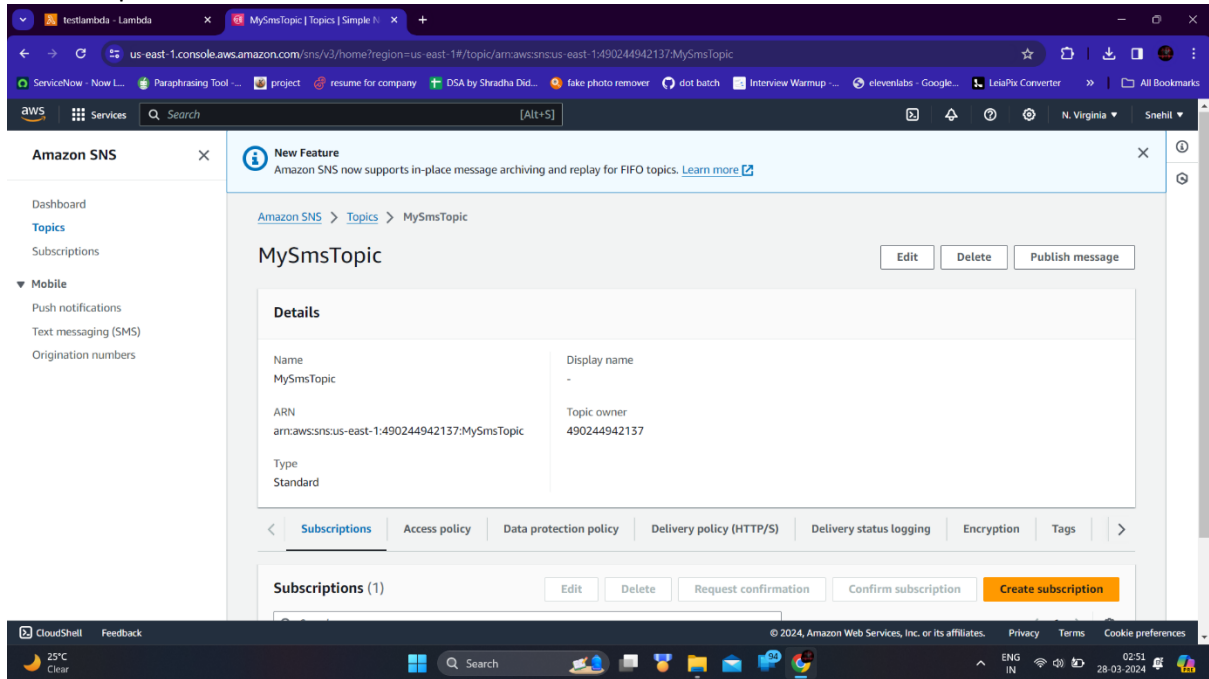 testlambda - Lambda
MySmsTopic | Topics | Simple N
us-east-1.console.aws.amazon.com/sns/v3/home?region=us-east-1#/topic/arn:aws:sns:us-east-1:490244942137:MySmsTopic
ServiceNow - Now L... Paraphrasing Tool -... project resume for company DSA by Shradha Did... fake photo remover dot batch Interview Warmup -... elevenlabs - Google... LeiaPix Converter » All Bookmarks
aws Services Search [Alt+S] N. Virginia Snehil
Amazon SNS
Dashboard
Topics
Subscriptions
Mobile
Push notifications
Text messaging (SMS)
Origination numbers
New Feature
Amazon SNS now supports in-place message archiving and replay for FIFO topics. Learn more
Amazon SNS > Topics > MySmsTopic
MySmsTopic
Edit Delete Publish message
Details
Name
MySmsTopic
ARN
arn:aws:sns:us-east-1:490244942137:MySmsTopic
Type
Standard
Display name
-
Topic owner
490244942137
Subscriptions Access policy Data protection policy Delivery policy (HTTP/S) Delivery status logging Encryption Tags
Subscriptions (1)
Edit Delete Request confirmation Confirm subscription Create subscription
CloudShell Feedback © 2024, Amazon Web Services, Inc. or its affiliates. Privacy Terms Cookie preferences
25°C
Clear
Search
94
ENG
IN
02:51
28-03-2024